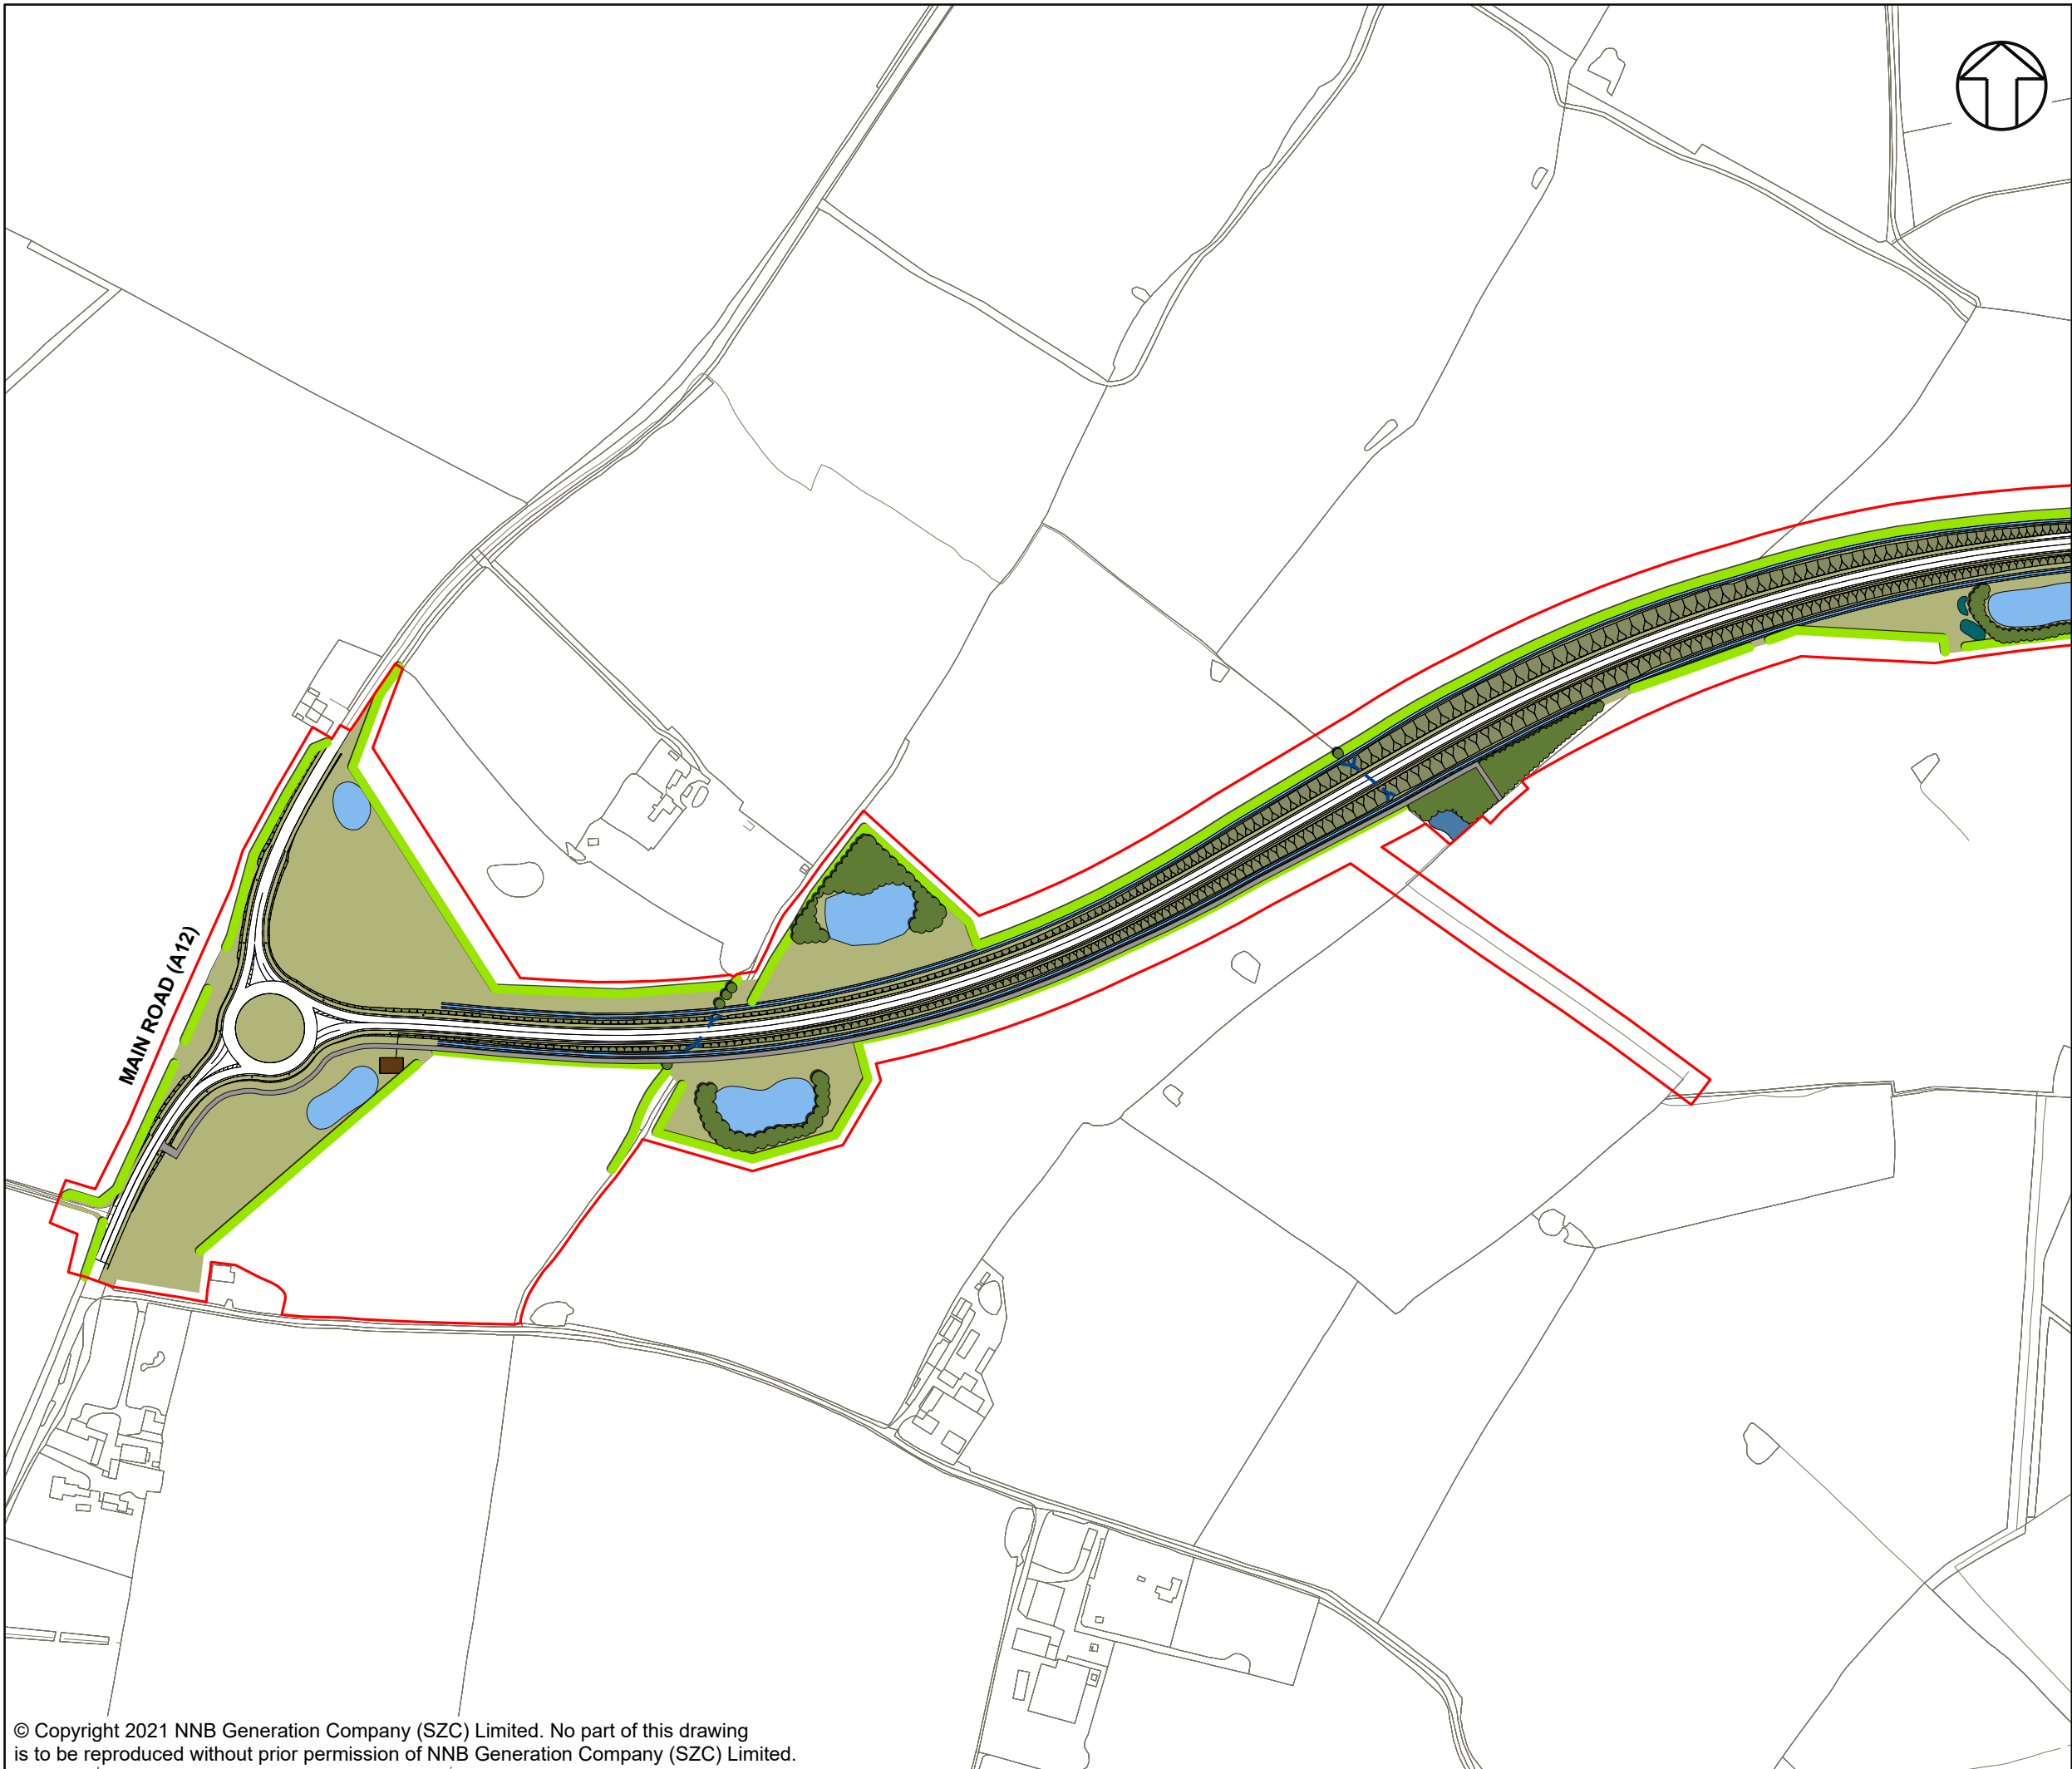 MAIN ROAD (A12)
© Copyright 2021 NNB Generation Company (SZC) Limited. No part of this drawing
is to be reproduced without prior permission of NNB Generation Company (SZC) Limited.